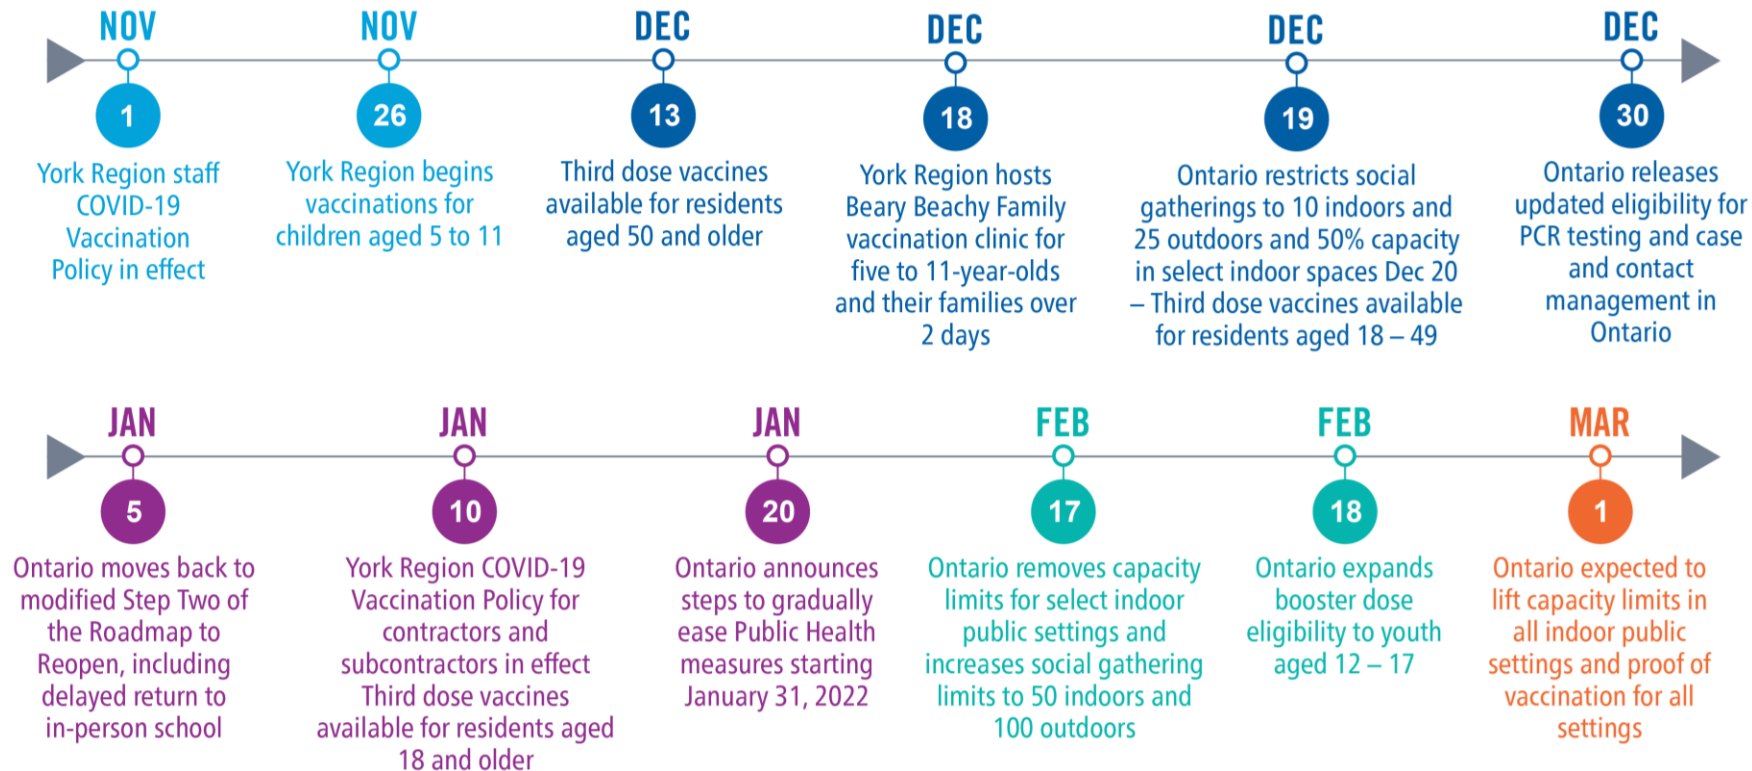 NOV
1
York Region staff
COVID-19
Vaccination
Policy in effect
NOV
26
York Region begins
vaccinations for
children aged 5 to 11
DEC
13
Third dose vaccines
available for residents
aged 50 and older
DEC
18
York Region hosts
Beary Beachy Family
vaccination clinic for
five to 11-year-olds
and their families over
2 days
DEC
19
Ontario restricts social
gatherings to 10 indoors and
25 outdoors and 50% capacity
in select indoor spaces Dec 20
– Third dose vaccines available
for residents aged 18 – 49
DEC
30
Ontario releases
updated eligibility for
PCR testing and case
and contact
management in
Ontario
JAN
5
Ontario moves back to
modified Step Two of
the Roadmap to
Reopen, including
delayed return to
in-person school
JAN
10
York Region COVID-19
Vaccination Policy for
contractors and
subcontractors in effect
Third dose vaccines
available for residents aged
18 and older
JAN
20
Ontario announces
steps to gradually
ease Public Health
measures starting
January 31, 2022
FEB
17
Ontario removes capacity
limits for select indoor
public settings and
increases social gathering
limits to 50 indoors and
100 outdoors
FEB
18
Ontario expands
booster dose
eligibility to youth
aged 12 – 17
MAR
1
Ontario expected to
lift capacity limits in
all indoor public
settings and proof of
vaccination for all
settings